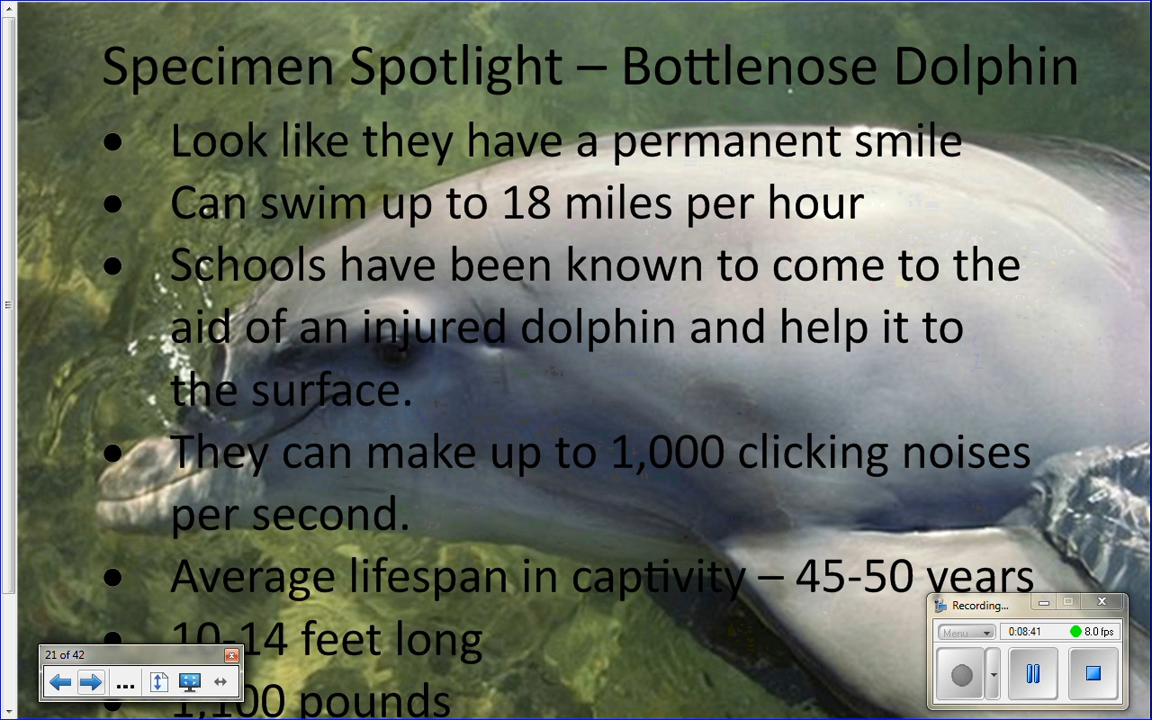 Specimen Spotlight – Bottlenose Dolphin
• Look like they have a permanent smile
• Can swim up to 18 miles per hour
• Schools have been known to come to the
aid of an injured dolphin and help it to
the surface.
• They can make up to 1,000 clicking noises
per second.
• Average lifespan in captivity – 45-50 years
• 10-14 feet long
• 1,100 pounds
21 of 42
...
Recording...
Menu
0:08:41
8.0 fps